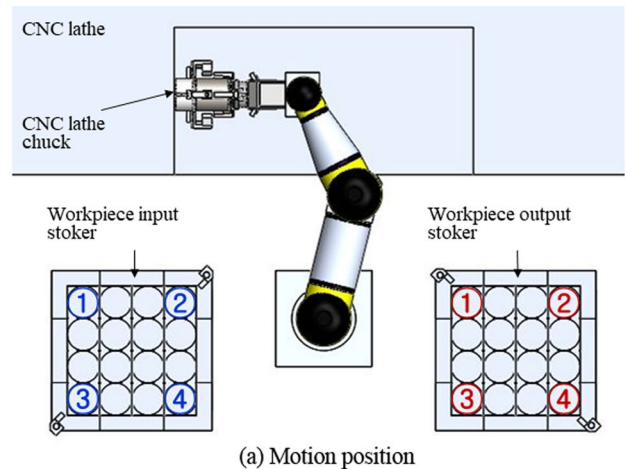 CNC lathe
CNC lathe
chuck
Workpiece input
stoker
Workpiece output
stoker
1 2
3 4
1 2
3 4
(a) Motion position